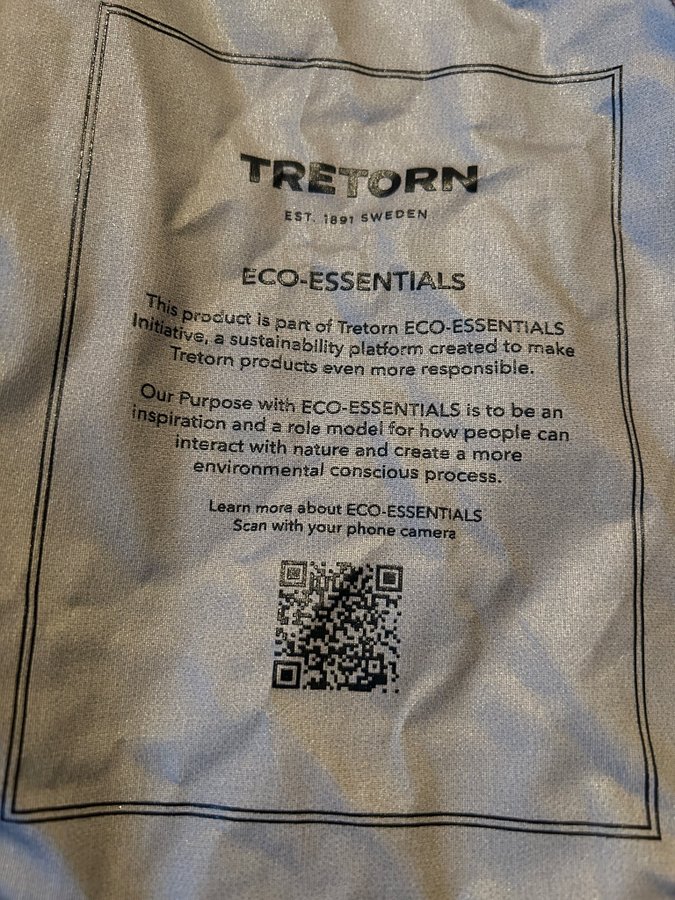 TRETORN
EST. 1891 SWEDEN
ECO-ESSENTIALS
This product is part of Tretorn ECO-ESSENTIALS
Initiative, a sustainability platform created to make
Tretorn products even more responsible.
Our Purpose with ECO-ESSENTIALS is to be an
inspiration and a role model for how people can
interact with nature and create a more
environmental conscious process.
Learn more about ECO-ESSENTIALS
Scan with your phone camera